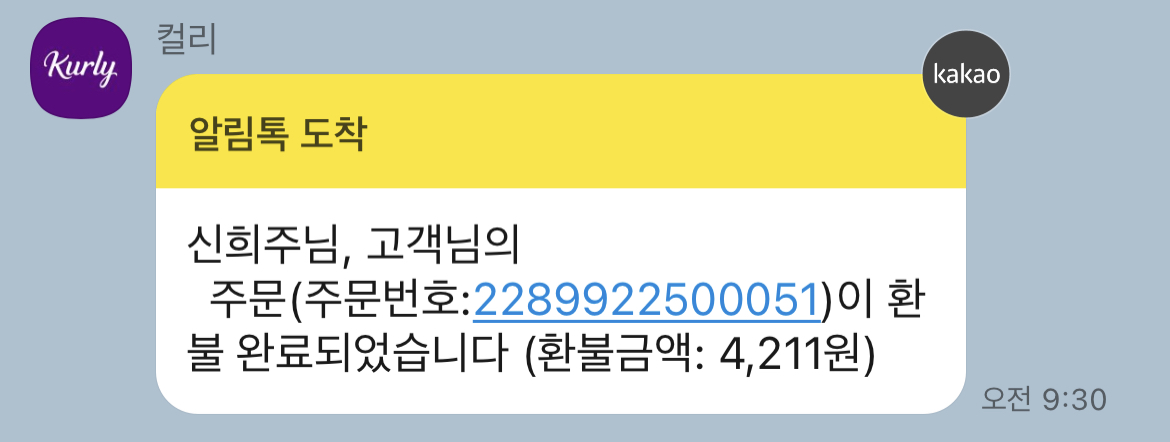 Kurly
컬리
kakao
알림톡 도착
신희주님, 고객님의
주문(주문번호:2289922500051)이 환
불 완료되었습니다 (환불금액: 4,211원)
오전 9:30